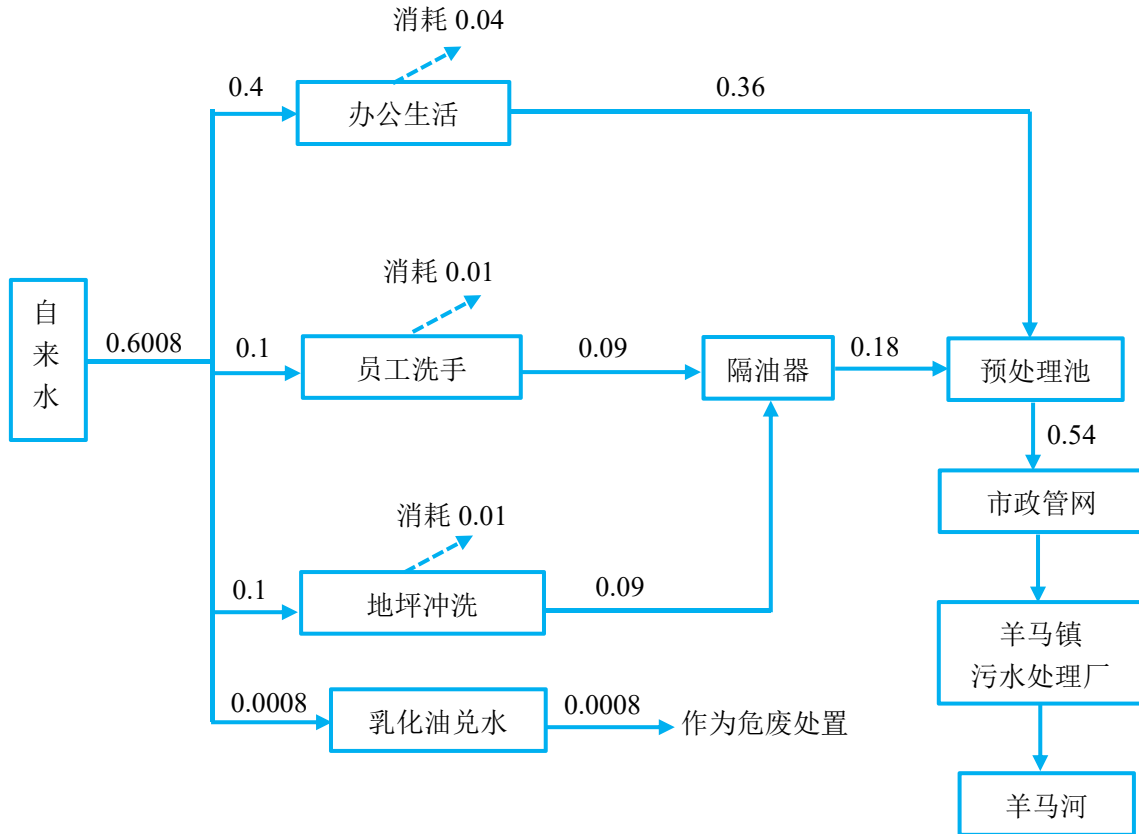 消耗 0.04
0.4
办公生活
0.36
消耗 0.01
自来水
0.6008
0.1
员工洗手
0.09
隔油器
0.18
预处理池
0.54
市政管网
消耗 0.01
0.1
地坪冲洗
0.09
羊马镇
污水处理厂
0.0008
乳化油兑水
0.0008
作为危废处置
羊马河